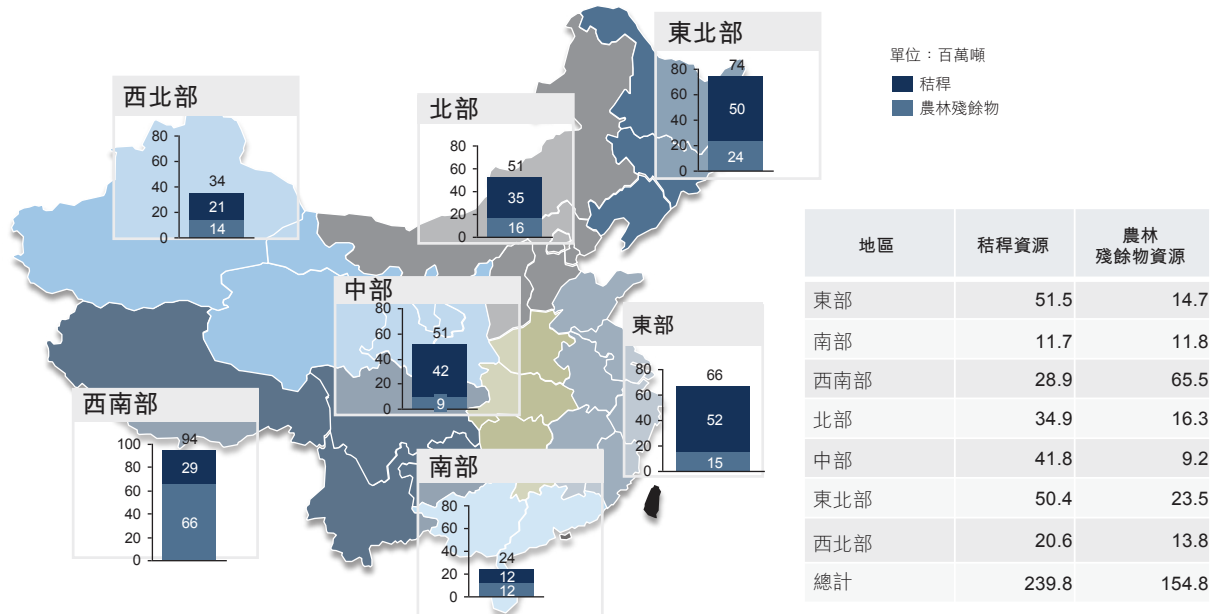 東北部
74
80
60
40
20
0
50
24
單位：百萬噸
秸稈
農林殘餘物
西北部
80
60
40
20
0
34
21
14
北部
80
60
40
20
0
51
35
16
中部
80
60
40
20
0
51
42
9
東部
80
60
40
20
0
66
52
15
西南部
100
80
60
40
20
0
94
29
66
南部
80
60
40
20
0
24
12
12
地區 秸稈資源 農林
殘餘物資源
東部 51.5 14.7
南部 11.7 11.8
西南部 28.9 65.5
北部 34.9 16.3
中部 41.8 9.2
東北部 50.4 23.5
西北部 20.6 13.8
總計 239.8 154.8